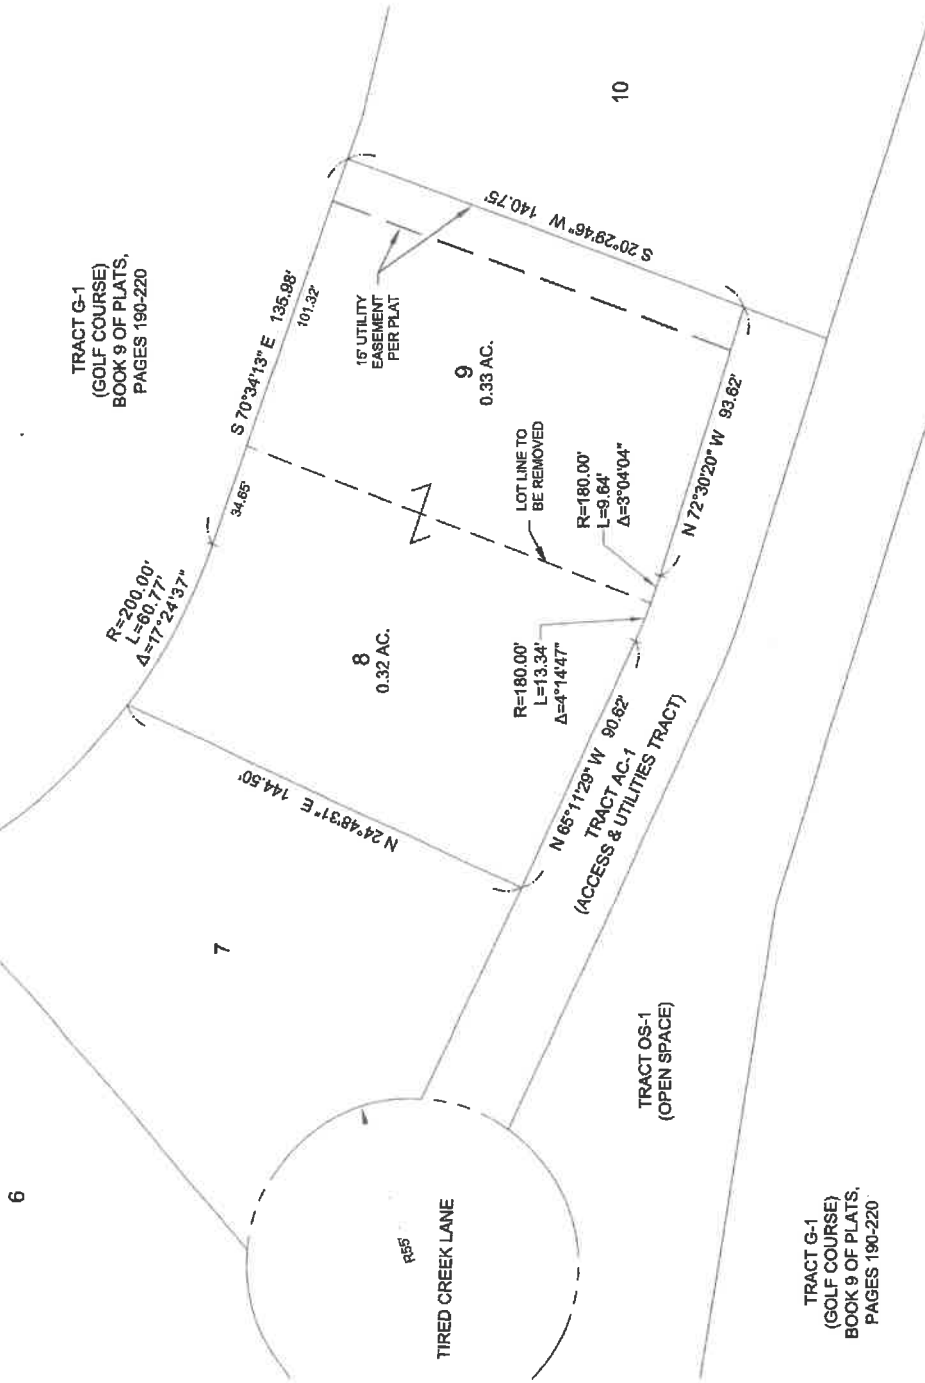 TRACT G-1
(GOLF COURSE)
BOOK 9 OF PLATS,
PAGES 190-220
10
S 70°34'13" E 135.98'
101.32'
34.65'
15' UTILITY
EASEMENT
PER PLAT
S 20°29'46" W 140.75'
9
0.33 AC.
LOT LINE TO
BE REMOVED
R=200.00'
L=60.77'
Δ=17°24'37"
8
0.32 AC.
R=180.00'
L=9.64'
Δ=3°04'04"
R=180.00'
L=13.34'
Δ=4°14'47"
N 72°30'20" W 93.62'
N 24°48'31" E 144.50'
N 65°11'29" W 90.62'
TRACT AC-1
(ACCESS & UTILITIES TRACT)
7
6
TRACT OS-1
(OPEN SPACE)
R55'
TIRED CREEK LANE
TRACT G-1
(GOLF COURSE)
BOOK 9 OF PLATS,
PAGES 190-220